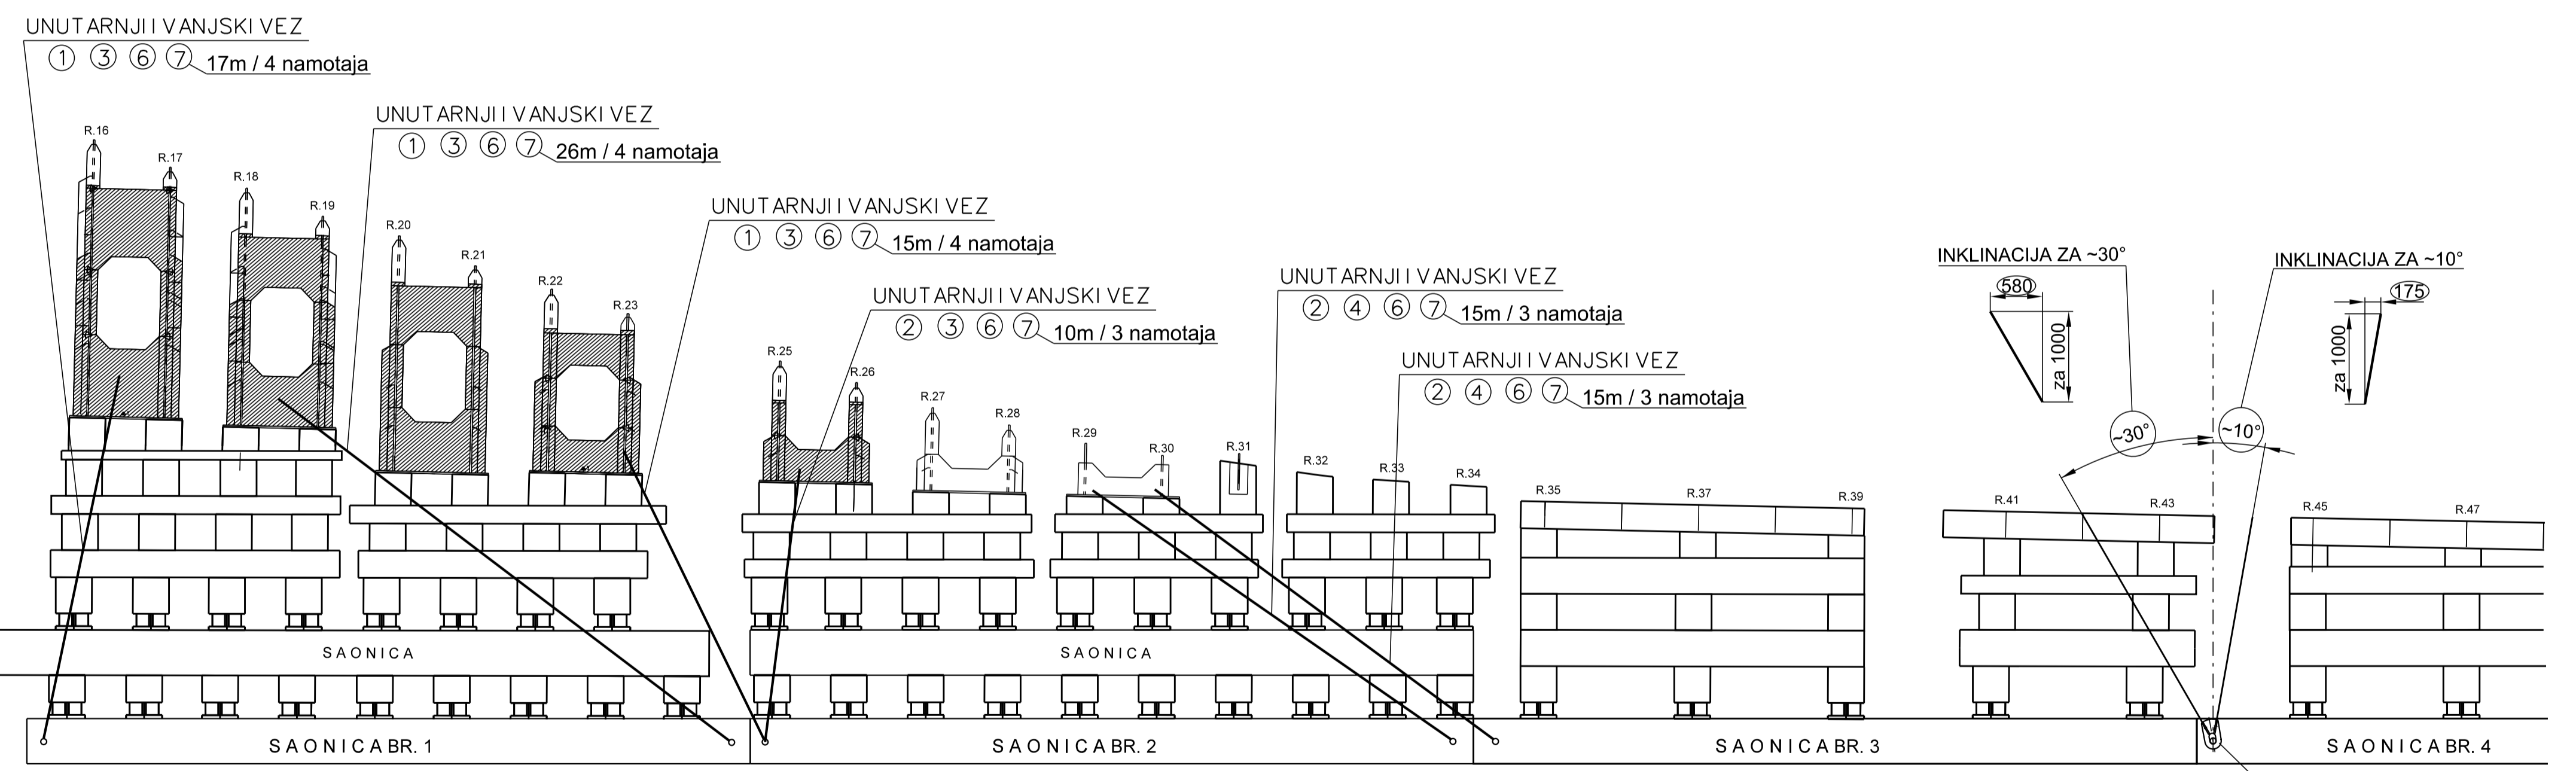 UNUTARNJI I VANJSKI VEZ
1 3 6 7 17m / 4 namotaja
UNUTARNJI I VANJSKI VEZ
1 3 6 7 26m / 4 namotaja
UNUTARNJI I VANJSKI VEZ
1 3 6 7 15m / 4 namotaja
UNUTARNJI I VANJSKI VEZ
2 3 6 7 10m / 3 namotaja
UNUTARNJI I VANJSKI VEZ
2 4 6 7 15m / 3 namotaja
UNUTARNJI I VANJSKI VEZ
2 4 6 7 15m / 3 namotaja
INKLINACIJA ZA ~30°
580
za 1000
INKLINACIJA ZA ~10°
175
za 1000
~30°
~10°
R.16
R.17
R.18
R.19
R.20
R.21
R.22
R.23
R.25
R.26
R.27
R.28
R.29
R.30
R.31
R.32
R.33
R.34
R.35
R.37
R.39
R.41
R.43
R.45
R.47
SAONICA
SAONICA
SAONICA BR. 1
SAONICA BR. 2
SAONICA BR. 3
SAONICA BR. 4